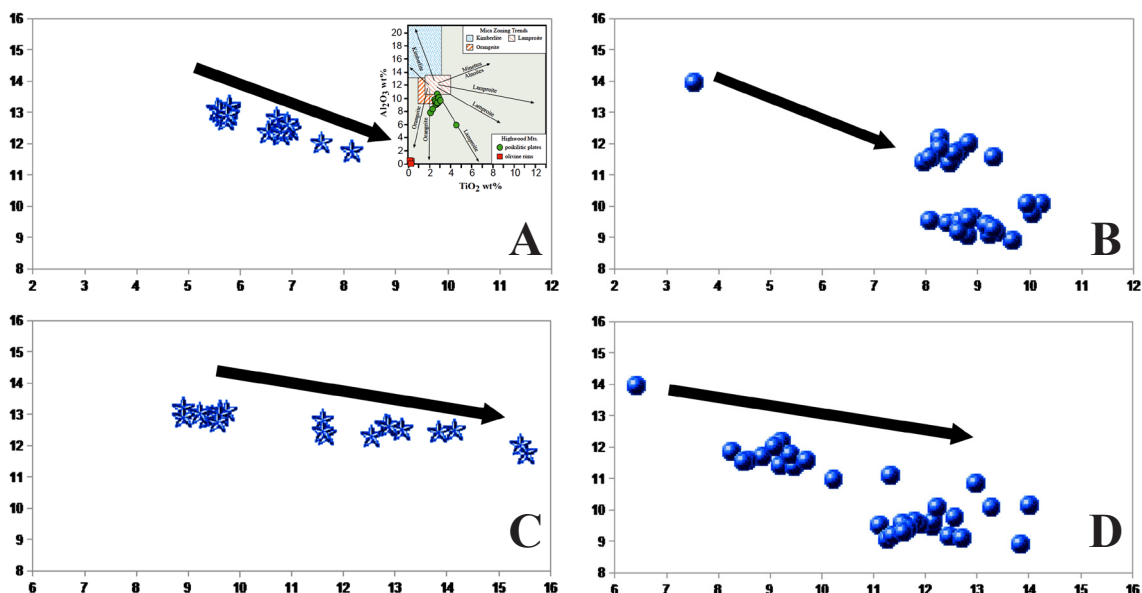 16
15
14
13
12
11
10
9
8
2 3 4 5 6 7 8 9 10 11 12
A
Al₂O₃ wt%
20
18
16
14
12
10
8
6
4
2
0
0 2 4 6 8 10 12
TiO₂ wt%
Mica Zoning Trends
Kimberlite Lamproite
Orangeite
Kimberlite
Minettes
Alnoites
Lamproite
Lamproite
Lamproite
Orangeite
Orangeite
Highwood Mts.
poikilitic plates
olivine rims
16
15
14
13
12
11
10
9
8
2 3 4 5 6 7 8 9 10 11 12
B
16
15
14
13
12
11
10
9
8
6 7 8 9 10 11 12 13 14 15 16
C
16
15
14
13
12
11
10
9
8
6 7 8 9 10 11 12 13 14 15 16
D